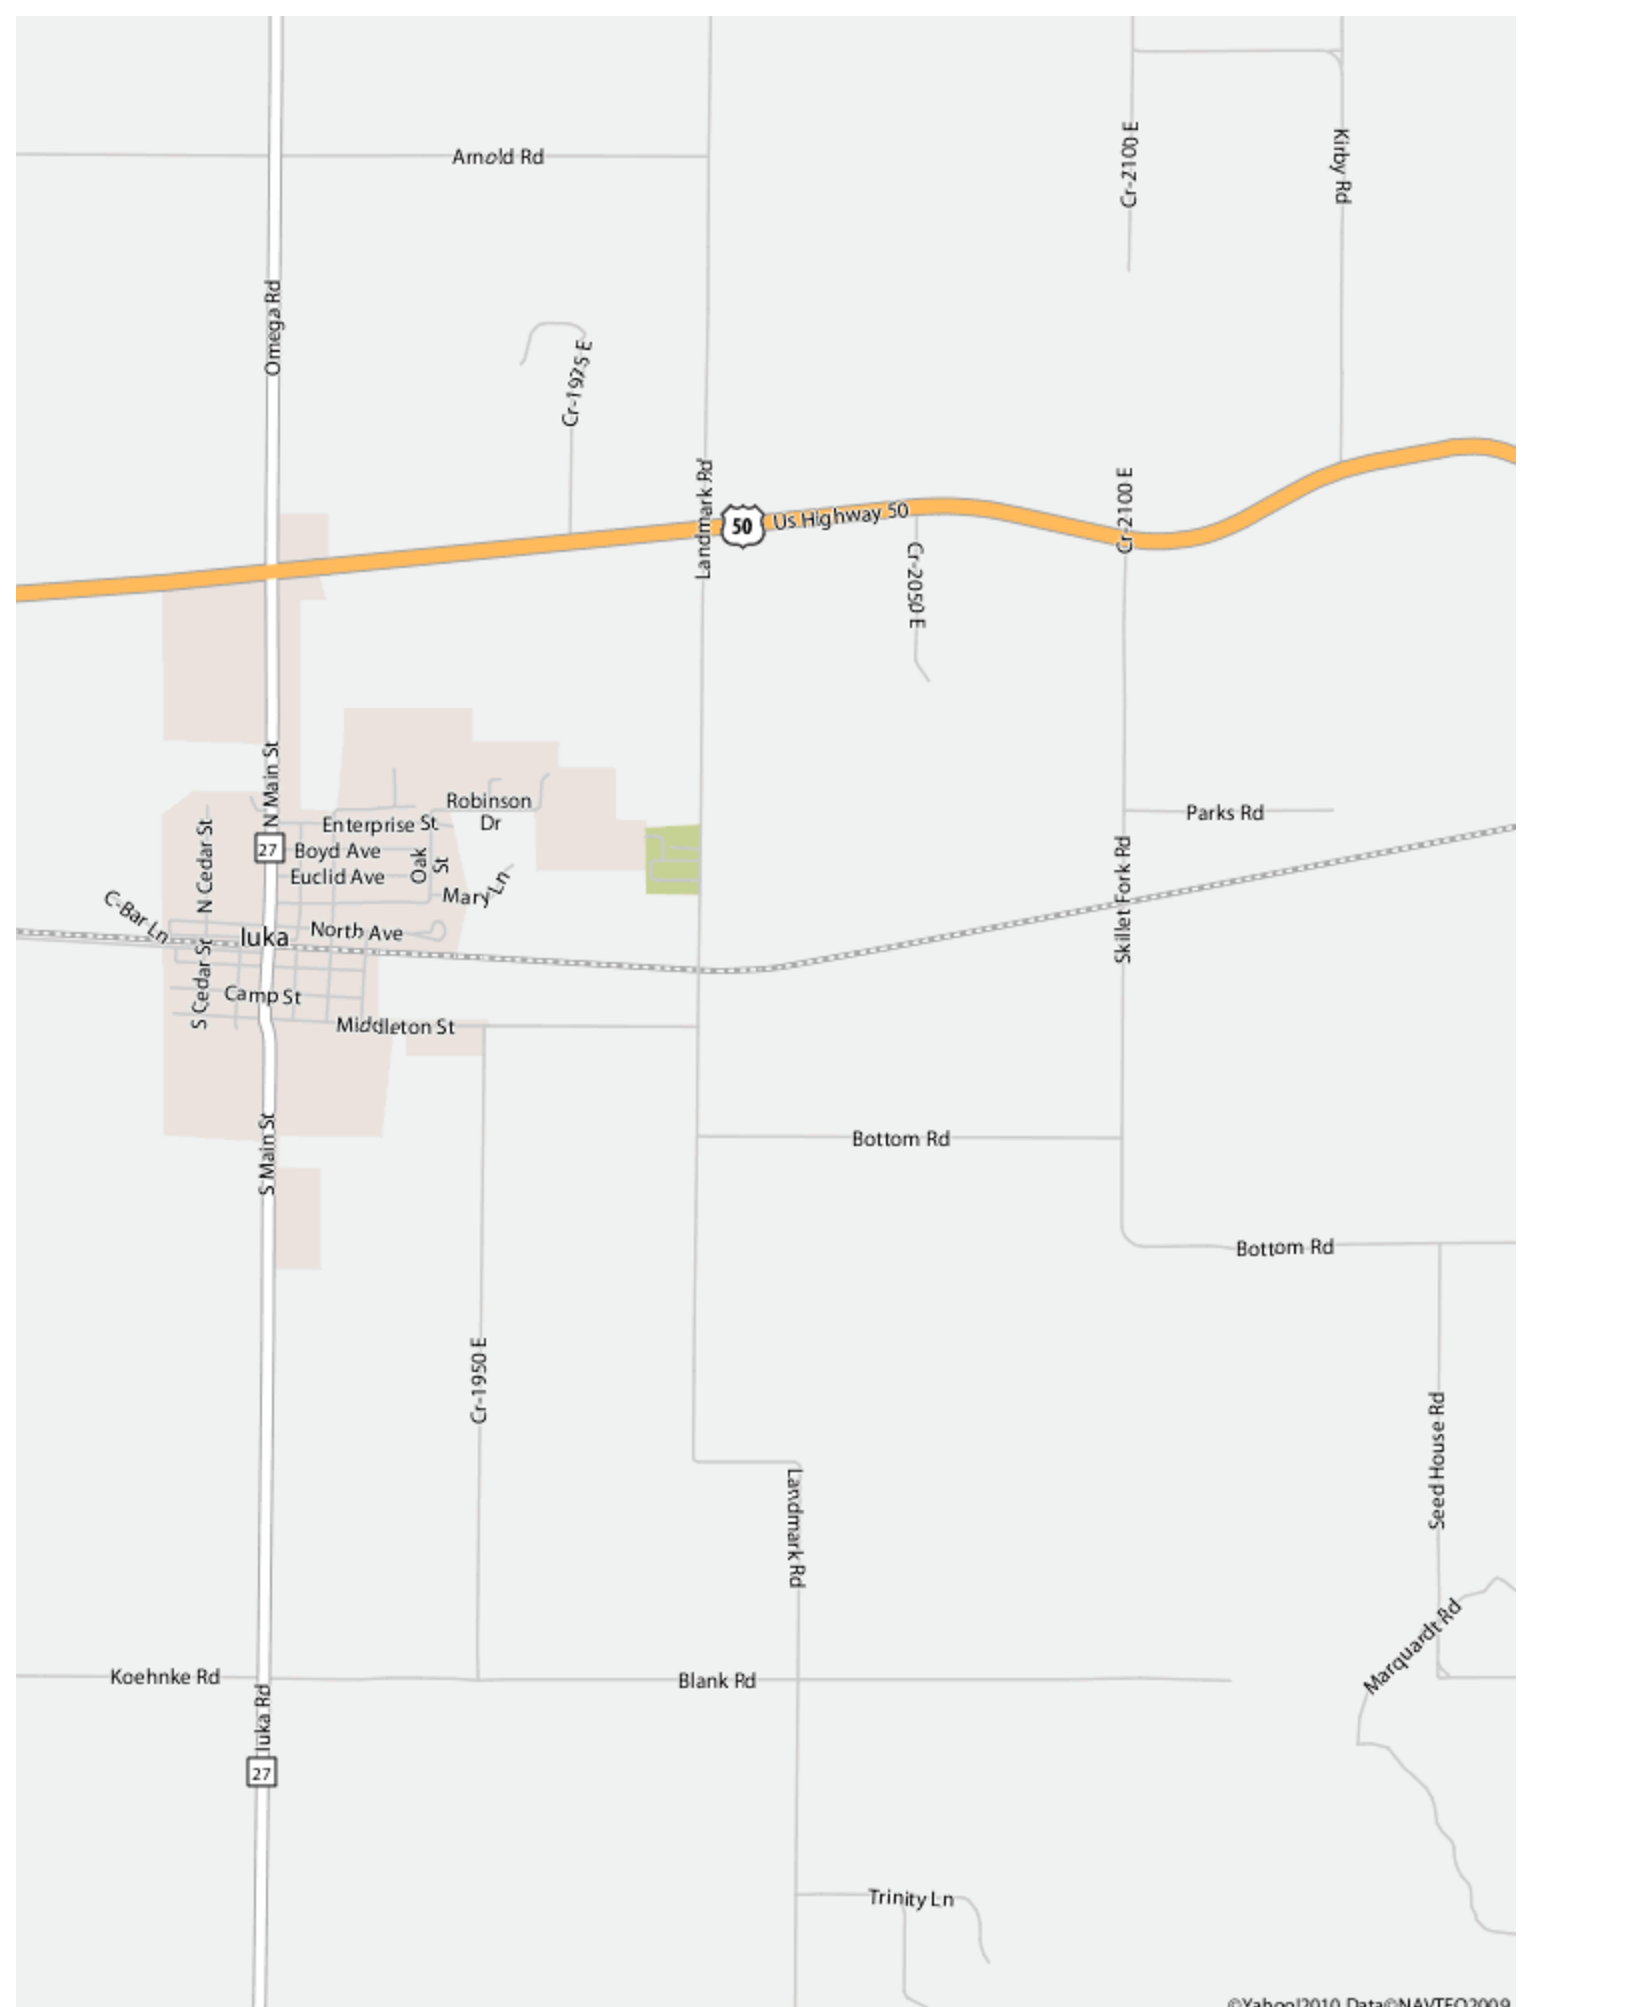 Arnold Rd
Cr-2100 E
Kirby Rd
Omega Rd
Cr-1975 E
Landmark Rd
50
Us Highway 50
Cr-2100 E
Cr-2050 E
N Main St
Robinson
Dr
Enterprise St
Parks Rd
27
Boyd Ave
Oak
St
N Cedar St
Euclid Ave
Mary Ln
Skillet Fork Rd
C-Bar Ln
Iuka
North Ave
S Cedar St
Camp St
Middleton St
S Main St
Bottom Rd
Bottom Rd
Cr-1950 E
Seed House Rd
Landmark Rd
Marquardt Rd
Koehnke Rd
Blank Rd
Iuka Rd
27
Trinity Ln
©Yahoo!2010 Data©NAVTEQ2009